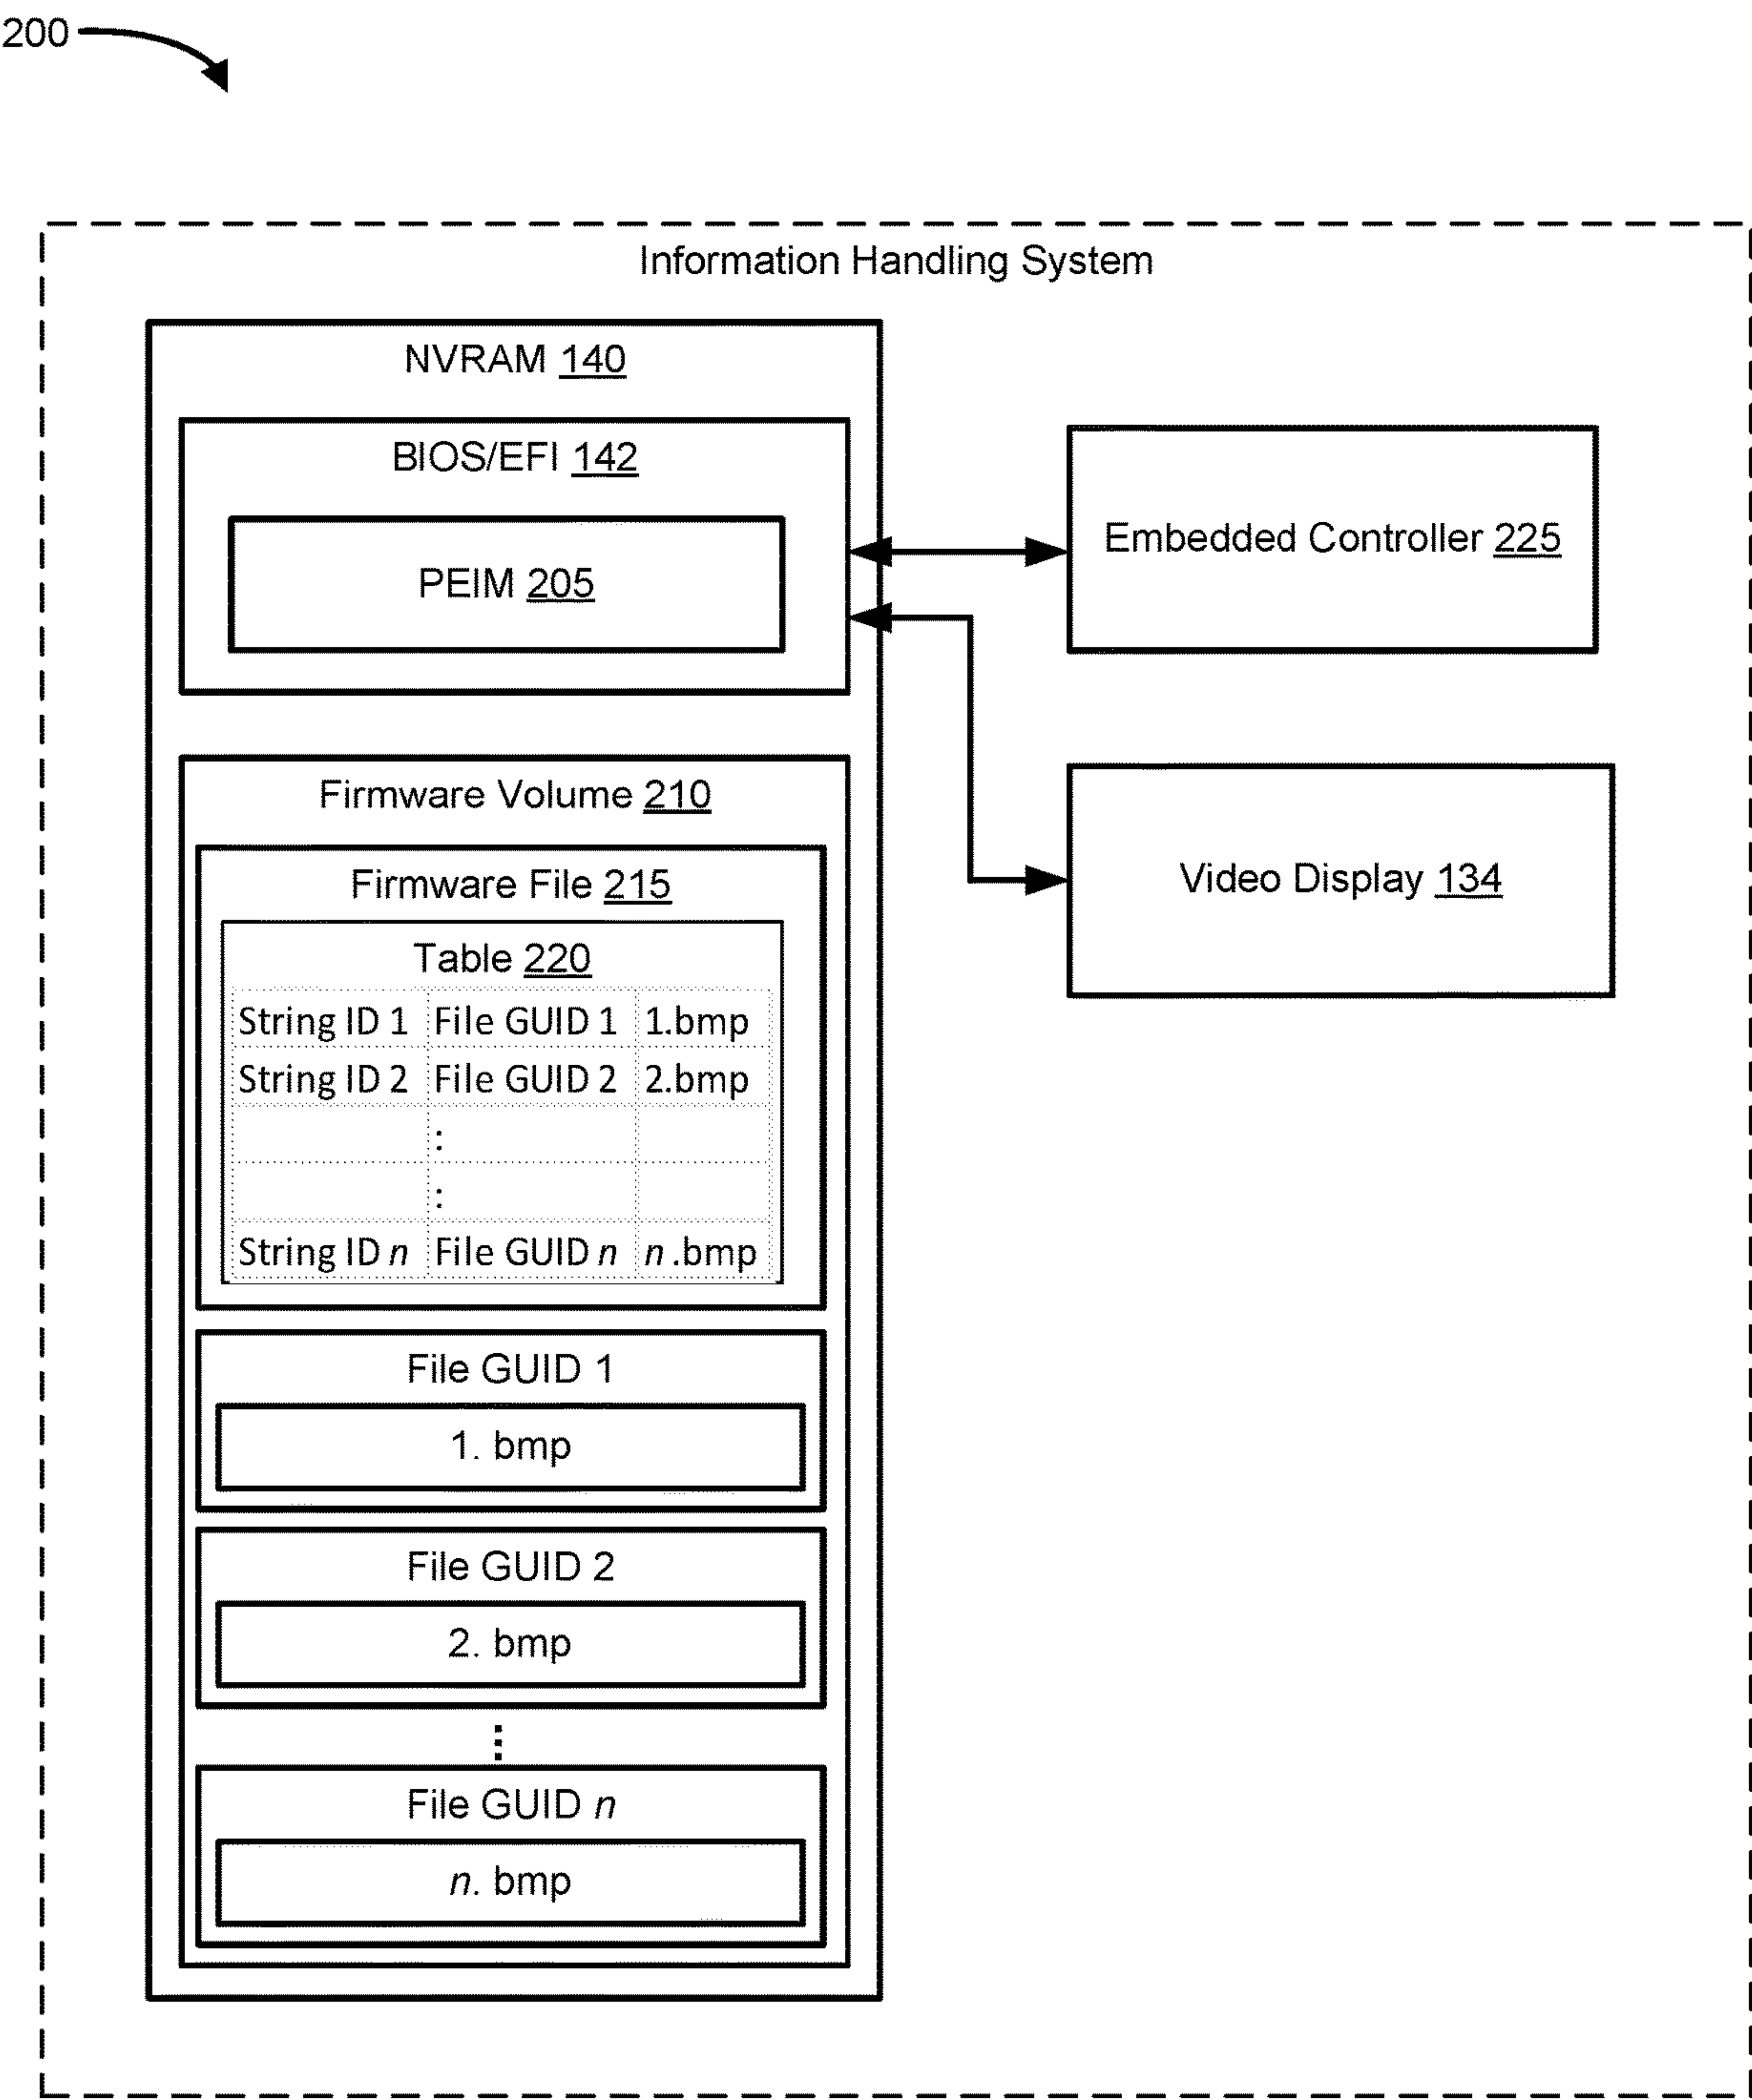 200
Information Handling System
NVRAM 140
BIOS/EFI 142
PEIM 205
Embedded Controller 225
Video Display 134
Firmware Volume 210
Firmware File 215
Table 220
String ID 1 File GUID 1 1.bmp
String ID 2 File GUID 2 2.bmp
:
:
String ID n File GUID n n .bmp
File GUID 1
1. bmp
File GUID 2
2. bmp
⋮
File GUID n
n. bmp